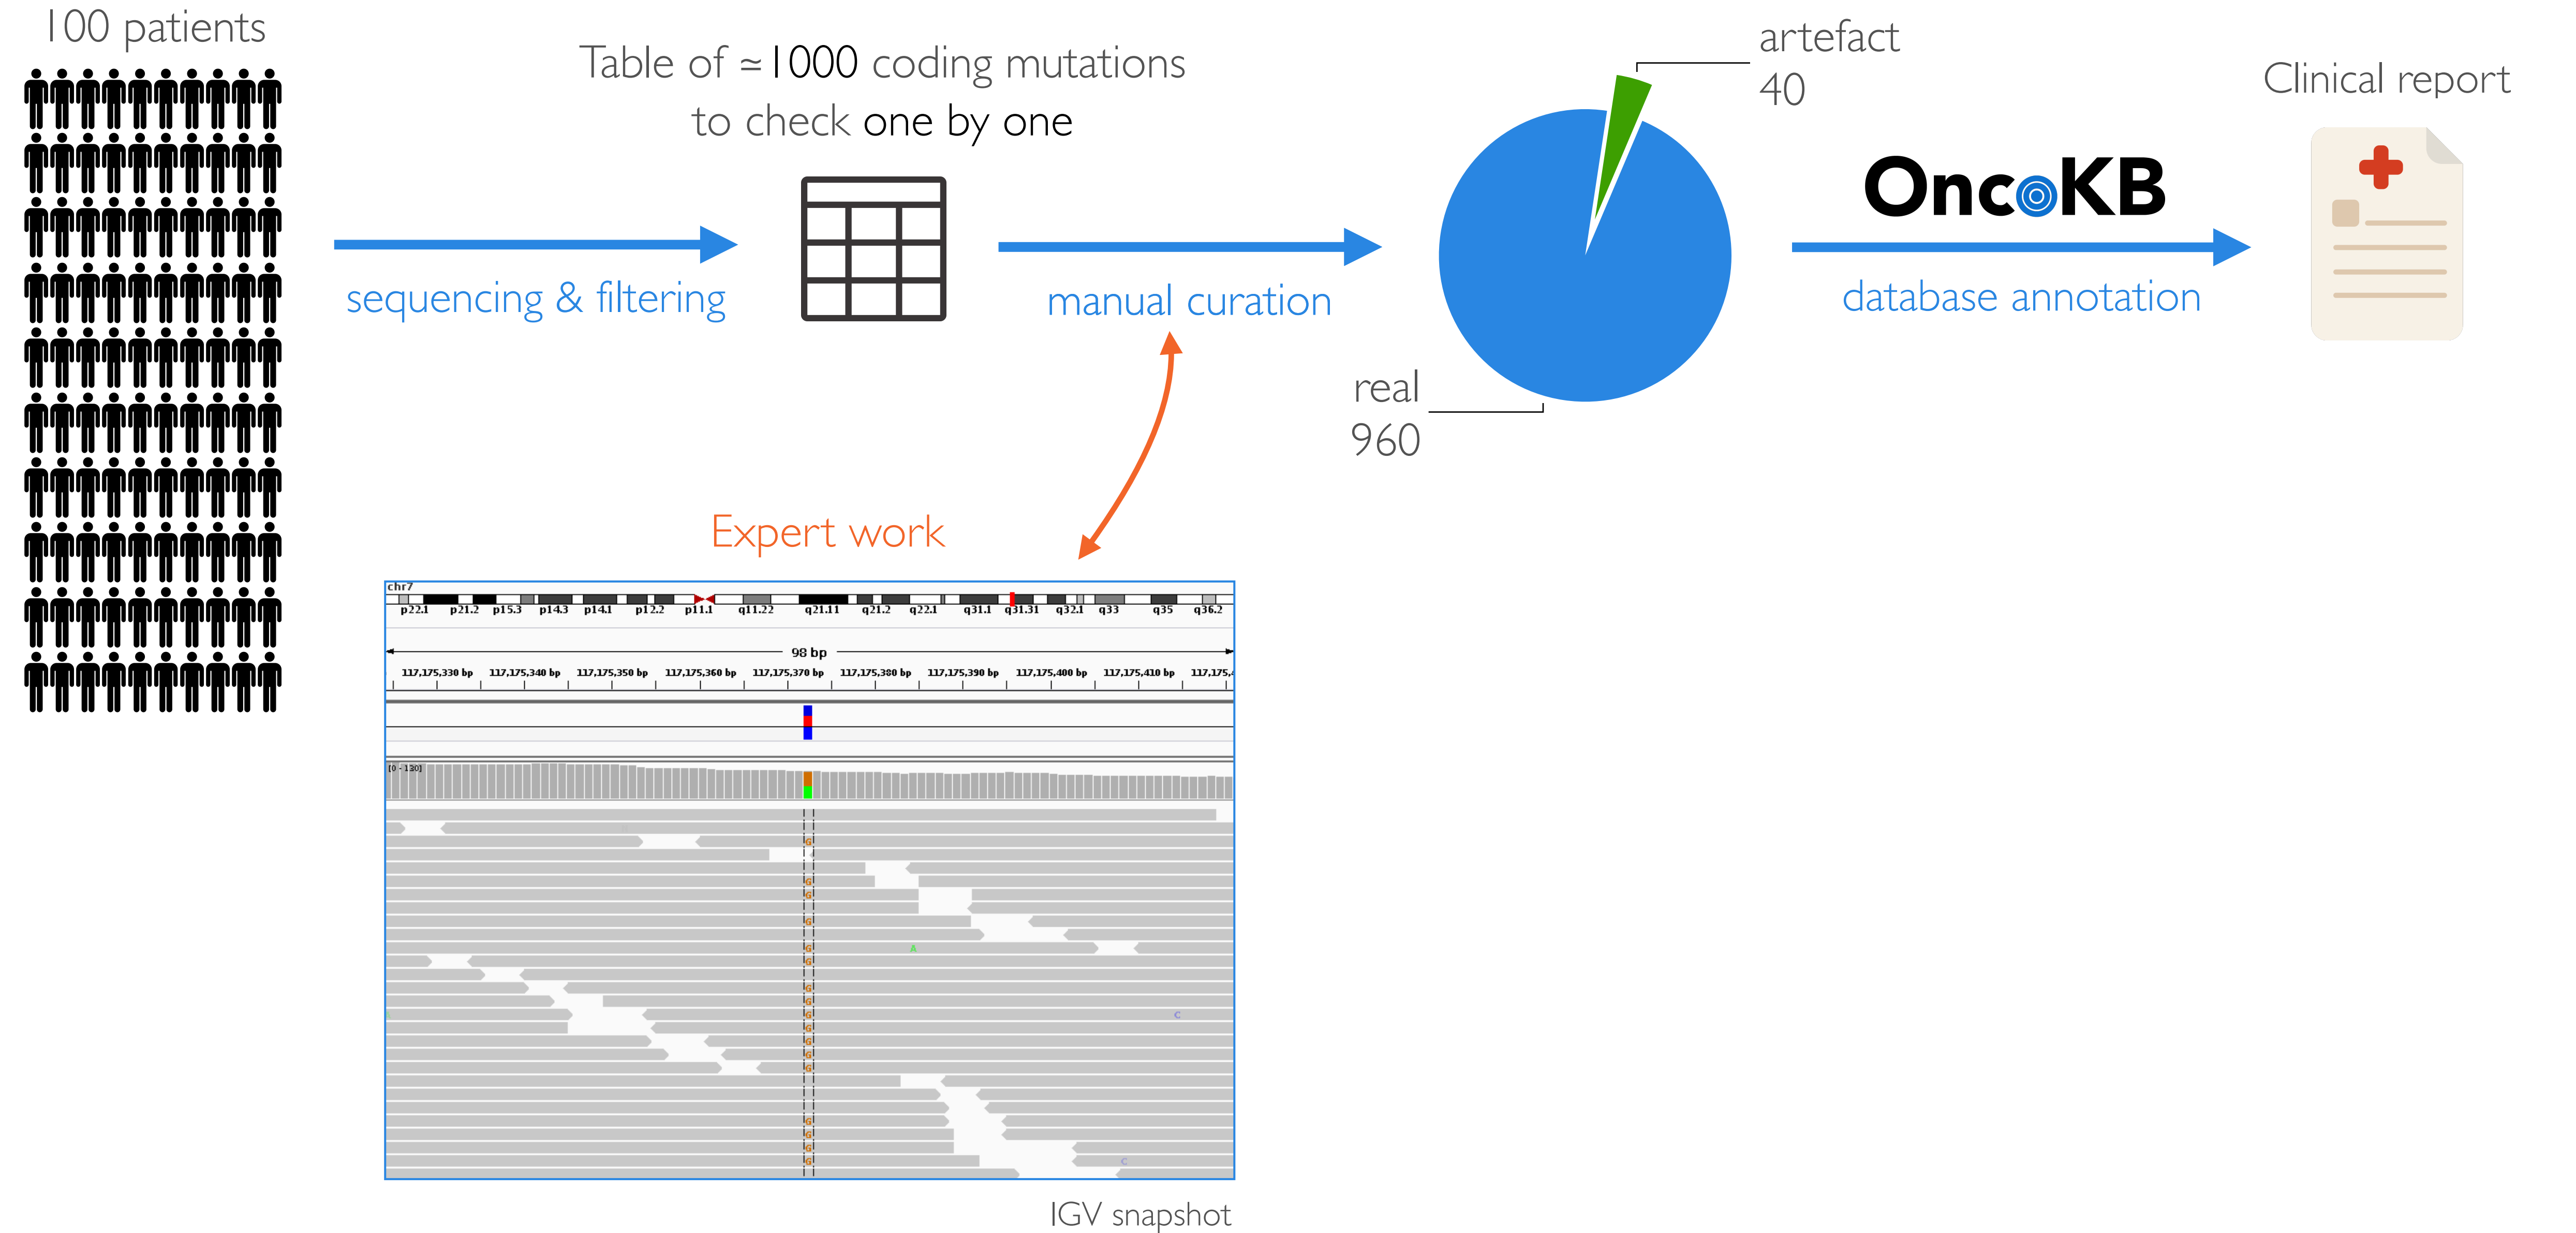 100 patients
Table of ≃1000 coding mutations
to check one by one
sequencing & filtering
manual curation
artefact
40
real
960
OncoKB
database annotation
Clinical report
Expert work
chr7
p22.1 p21.2 p15.3 p14.3 p14.1 p12.2 p11.1 q11.22 q21.11 q21.2 q22.1 q31.1 q31.31 q32.1 q33 q35 q36.2
98 bp
117,175,330 bp 117,175,340 bp 117,175,350 bp 117,175,360 bp 117,175,370 bp 117,175,380 bp 117,175,390 bp 117,175,400 bp 117,175,410 bp 117,175,4
[0 - 130]
G
G
G
G
G A
G
G
G
G C
G
G
G
G
G
G
G
G C
IGV snapshot